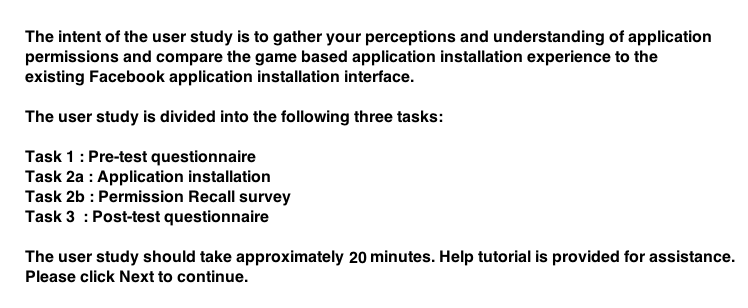 The intent of the user study is to gather your perceptions and understanding of application
permissions and compare the game based application installation experience to the
existing Facebook application installation interface.
The user study is divided into the following three tasks:
Task 1 : Pre-test questionnaire
Task 2a : Application installation
Task 2b : Permission Recall survey
Task 3 : Post-test questionnaire
The user study should take approximately 20 minutes. Help tutorial is provided for assistance.
Please click Next to continue.